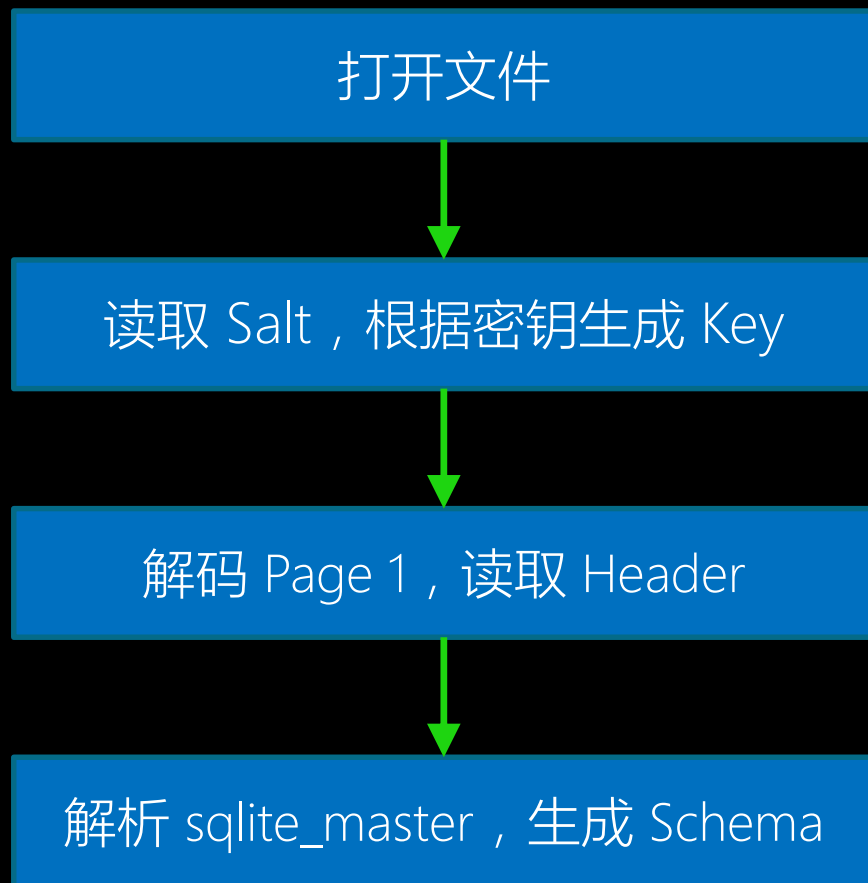 打开文件
读取 Salt，根据密钥生成 Key
解码 Page 1，读取 Header
解析 sqlite_master，生成 Schema